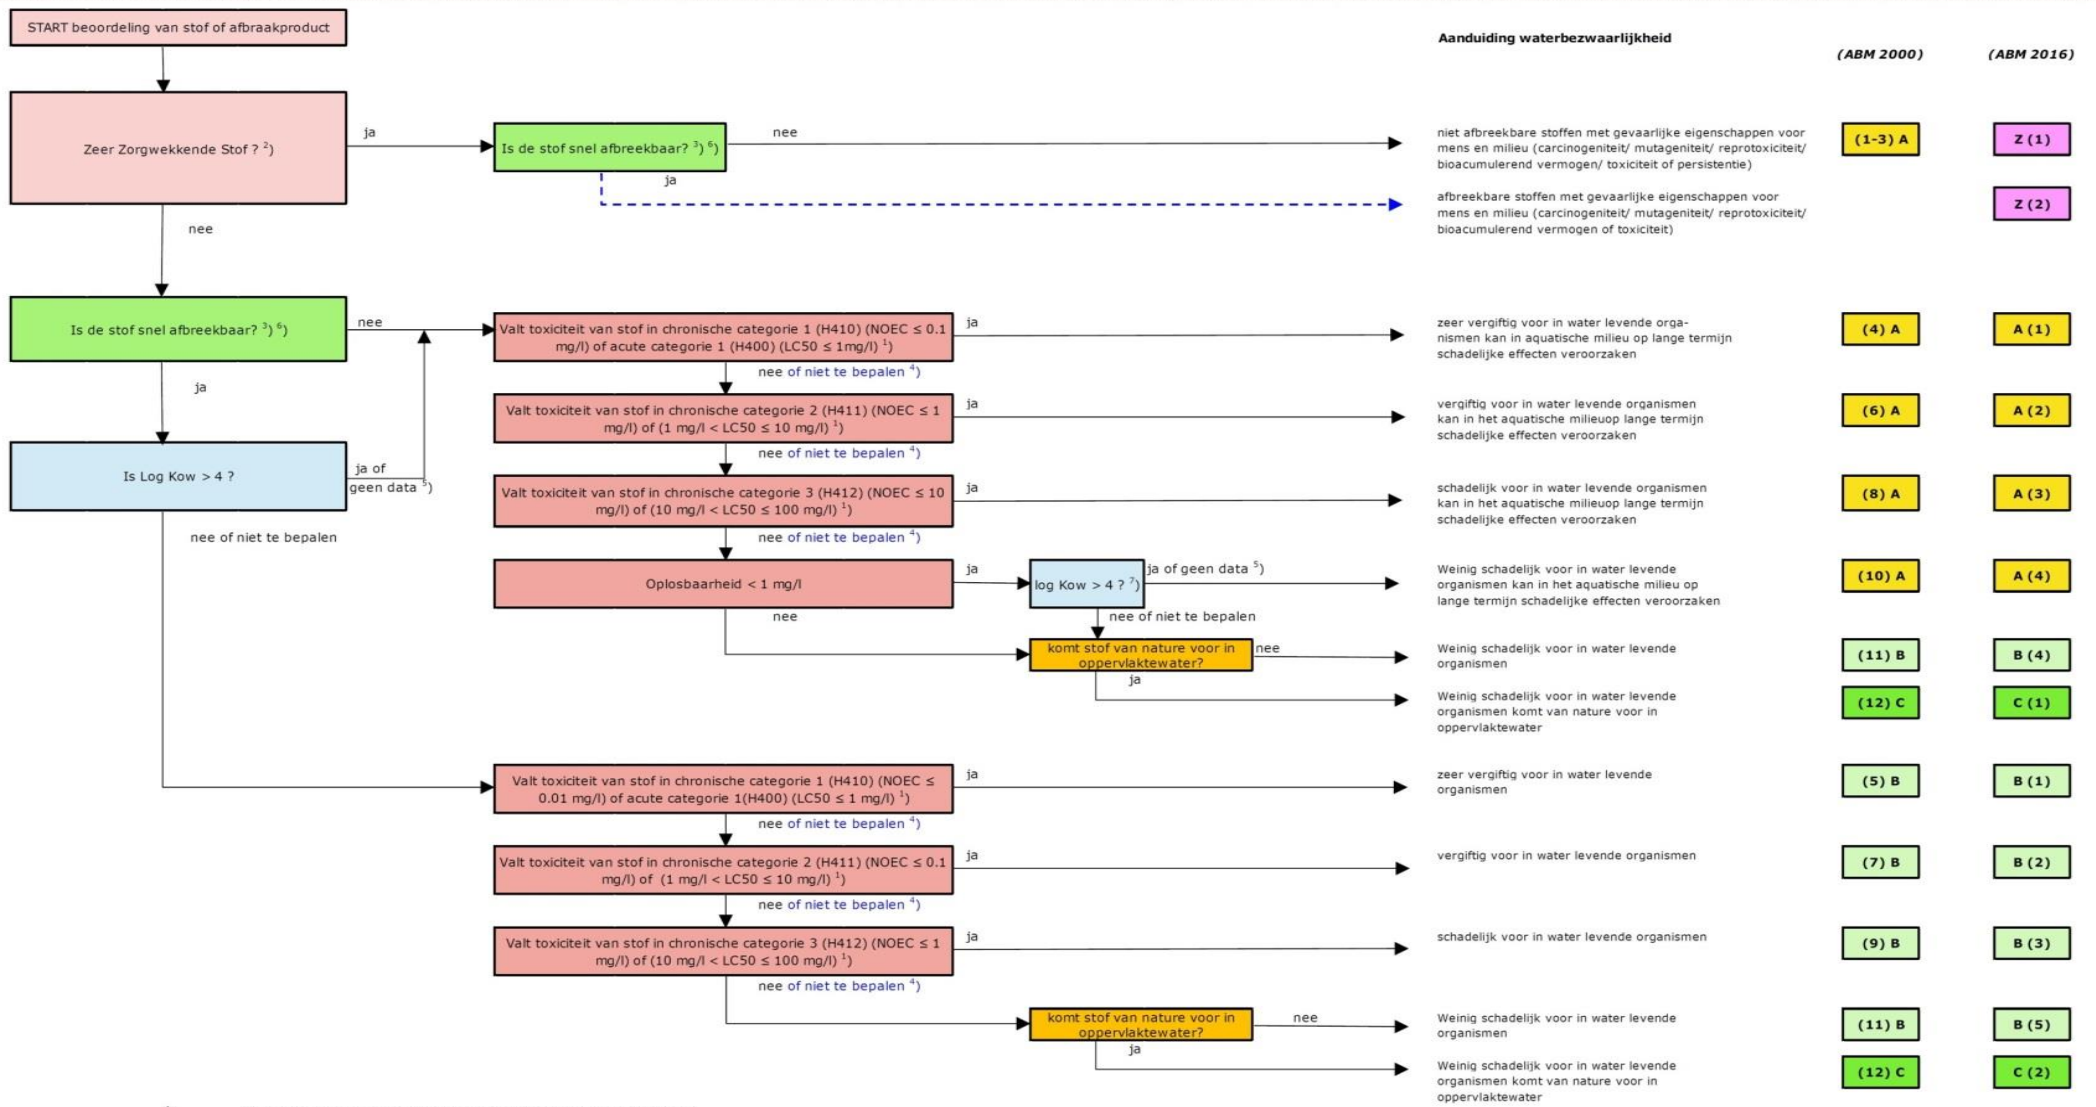 START beoordeling van stof of afbraakproduct
Aanduiding waterbezwaarlijkheid
(ABM 2000)
(ABM 2016)
Zeer Zorgwekkende Stof ? 2)
ja
Is de stof snel afbreekbaar? 3) 6)
nee
niet afbreekbare stoffen met gevaarlijke eigenschappen voor
mens en milieu (carcinogeniteit/ mutageniteit/ reprotoxiciteit/
bioacumulerend vermogen/ toxiciteit of persistentie)
(1-3) A
Z (1)
ja
afbreekbare stoffen met gevaarlijke eigenschappen voor
mens en milieu (carcinogeniteit/ mutageniteit/ reprotoxiciteit/
bioacumulerend vermogen of toxiciteit)
Z (2)
nee
Is de stof snel afbreekbaar? 3) 6)
nee
Valt toxiciteit van stof in chronische categorie 1 (H410) (NOEC ≤ 0.1
mg/l) of acute categorie 1 (H400) (LC50 ≤ 1mg/l) 1)
ja
zeer vergiftig voor in water levende orga-
nismen kan in aquatische milieu op lange termijn
schadelijke effecten veroorzaken
(4) A
A (1)
nee of niet te bepalen 4)
ja
Valt toxiciteit van stof in chronische categorie 2 (H411) (NOEC ≤ 1
mg/l) of (1 mg/l < LC50 ≤ 10 mg/l) 1)
ja
vergiftig voor in water levende organismen
kan in het aquatische milieuop lange termijn
schadelijke effecten veroorzaken
(6) A
A (2)
nee of niet te bepalen 4)
Is Log Kow > 4 ?
ja of
geen data 5)
Valt toxiciteit van stof in chronische categorie 3 (H412) (NOEC ≤ 10
mg/l) of (10 mg/l < LC50 ≤ 100 mg/l) 1)
ja
schadelijk voor in water levende organismen
kan in het aquatische milieuop lange termijn
schadelijke effecten veroorzaken
(8) A
A (3)
nee of niet te bepalen
nee of niet te bepalen 4)
Oplosbaarheid < 1 mg/l
ja
log Kow > 4 ? 7)
ja of geen data 5)
Weinig schadelijk voor in water levende
organismen kan in het aquatische milieu op
lange termijn schadelijke effecten veroorzaken
(10) A
A (4)
nee
nee of niet te bepalen
komt stof van nature voor in
oppervlaktewater?
nee
Weinig schadelijk voor in water levende
organismen
(11) B
B (4)
ja
Weinig schadelijk voor in water levende
organismen komt van nature voor in
oppervlaktewater
(12) C
C (1)
Valt toxiciteit van stof in chronische categorie 1 (H410) (NOEC ≤
0.01 mg/l) of acute categorie 1(H400) (LC50 ≤ 1 mg/l) 1)
ja
zeer vergiftig voor in water levende
organismen
(5) B
B (1)
nee of niet te bepalen 4)
Valt toxiciteit van stof in chronische categorie 2 (H411) (NOEC ≤ 0.1
mg/l) of (1 mg/l < LC50 ≤ 10 mg/l) 1)
ja
vergiftig voor in water levende organismen
(7) B
B (2)
nee of niet te bepalen 4)
Valt toxiciteit van stof in chronische categorie 3 (H412) (NOEC ≤ 1
mg/l) of (10 mg/l < LC50 ≤ 100 mg/l) 1)
ja
schadelijk voor in water levende organismen
(9) B
B (3)
nee of niet te bepalen 4)
komt stof van nature voor in
oppervlaktewater?
nee
Weinig schadelijk voor in water levende
organismen
(11) B
B (5)
ja
Weinig schadelijk voor in water levende
organismen komt van nature voor in
oppervlaktewater
(12) C
C (2)